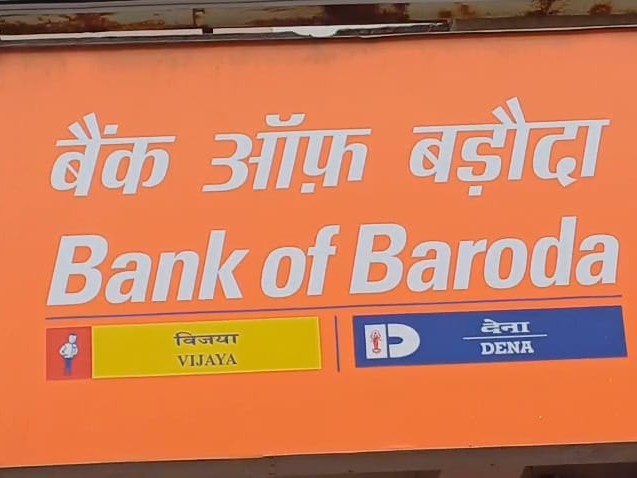 बैंक ऑफ़ बड़ौदा
Bank of Baroda
विजया
VIJAYA
देना
DENA